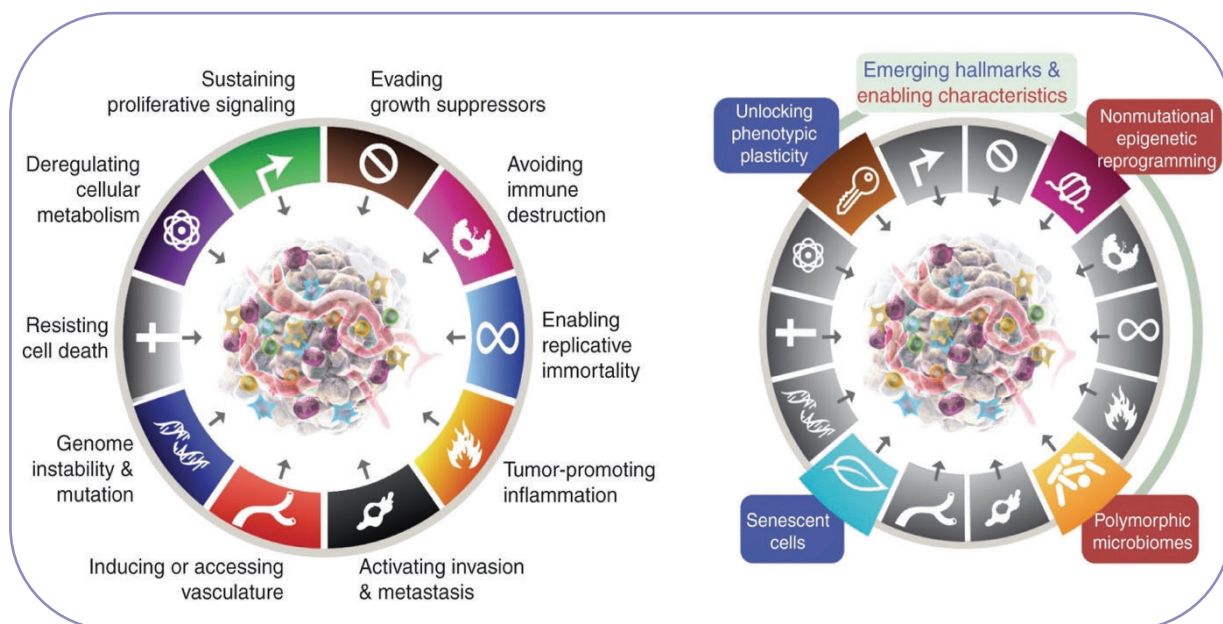 Sustaining
proliferative signaling
Evading
growth suppressors
Deregulating
cellular
metabolism
Avoiding
immune
destruction
Resisting
cell death
Enabling
replicative
immortality
Genome
instability &
mutation
Tumor-promoting
inflammation
Inducing or accessing
vasculature
Activating invasion
& metastasis
Emerging hallmarks &
enabling characteristics
Unlocking
phenotypic
plasticity
Nonmutational
epigenetic
reprogramming
Senescent
cells
Polymorphic
microbiomes